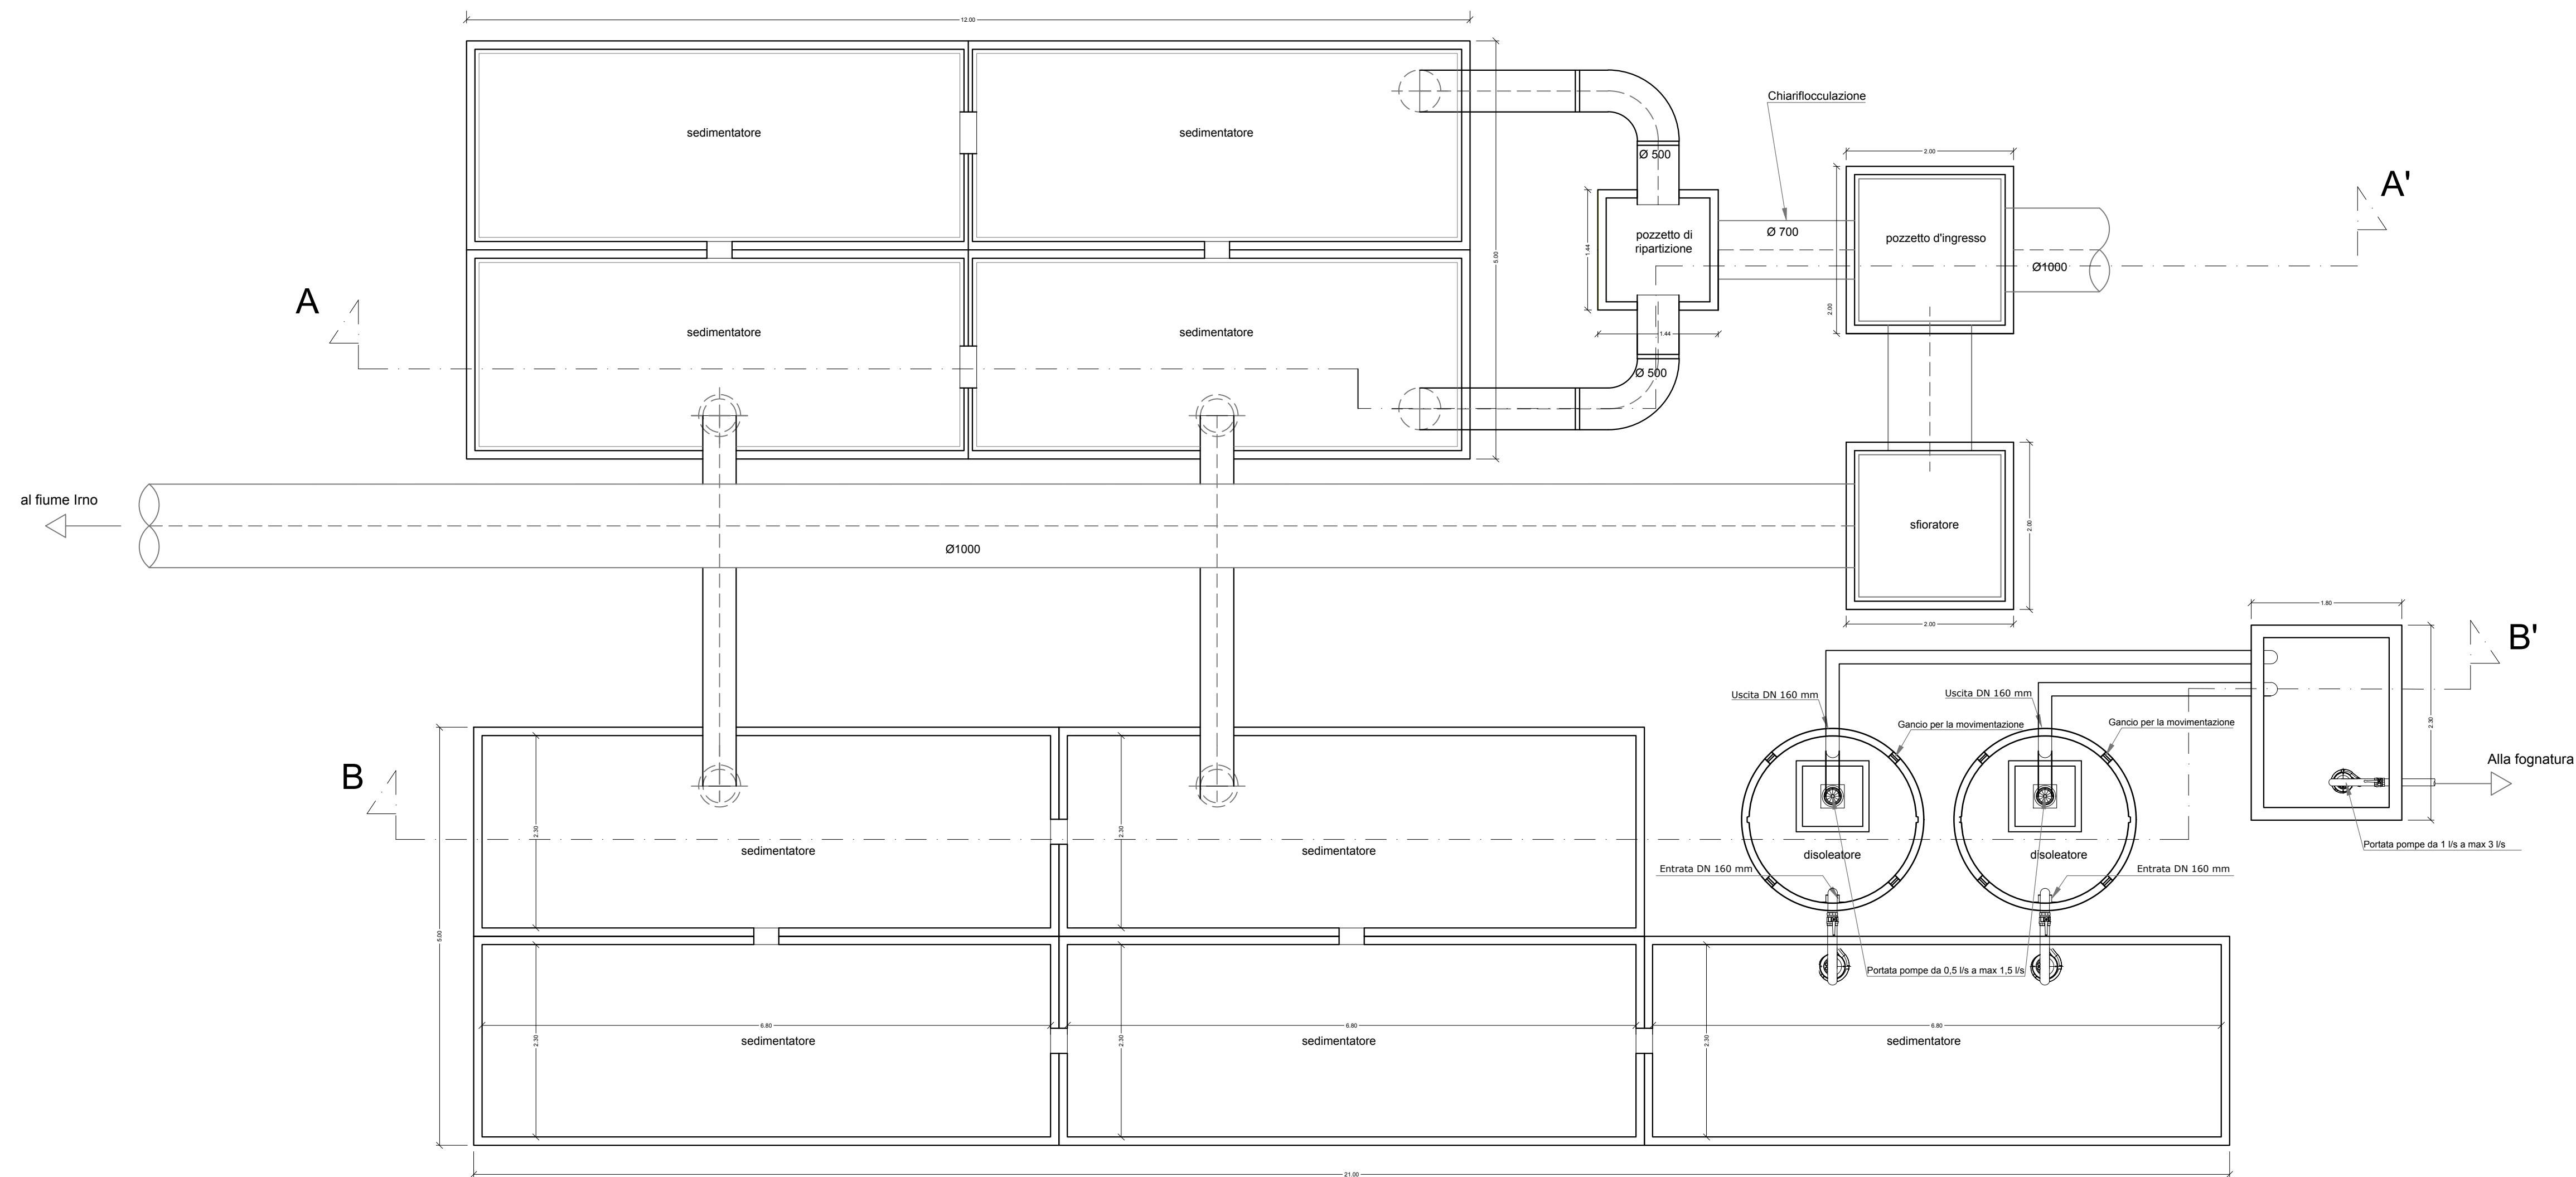 12.00
sedimentatore
sedimentatore
5.00
Chiariflocculazione
Ø 500
2.00
A'
pozzetto di
ripartizione
1.44
Ø 700
pozzetto d'ingresso
Ø1000
2.00
A
sedimentatore
sedimentatore
1.44
Ø 500
al fiume Irno
Ø1000
sfioratore
2.00
2.00
1.80
B'
Uscita DN 160 mm
Uscita DN 160 mm
Gancio per la movimentazione
Gancio per la movimentazione
2.30
Alla fognatura
B
2.30
sedimentatore
2.30
sedimentatore
disoleatore
disoleatore
Portata pompe da 1 l/s a max 3 l/s
Entrata DN 160 mm
Entrata DN 160 mm
5.00
Portata pompe da 0,5 l/s a max 1,5 l/s
6.80
6.80
6.80
2.30
sedimentatore
2.30
sedimentatore
2.30
sedimentatore
21.00